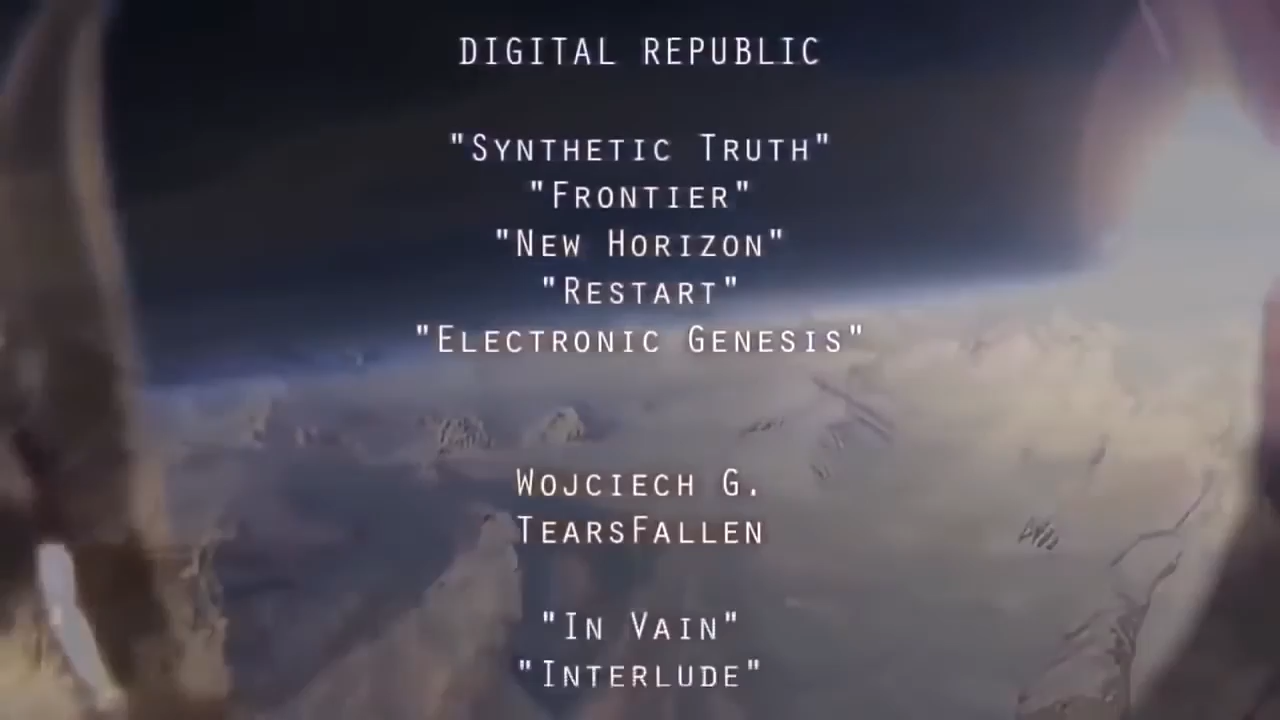 DIGITAL REPUBLIC
"Synthetic Truth"
"Frontier"
"New Horizon"
"Restart"
"Electronic Genesis"
Wojciech G.
TearsFallen
"In Vain"
"Interlude"